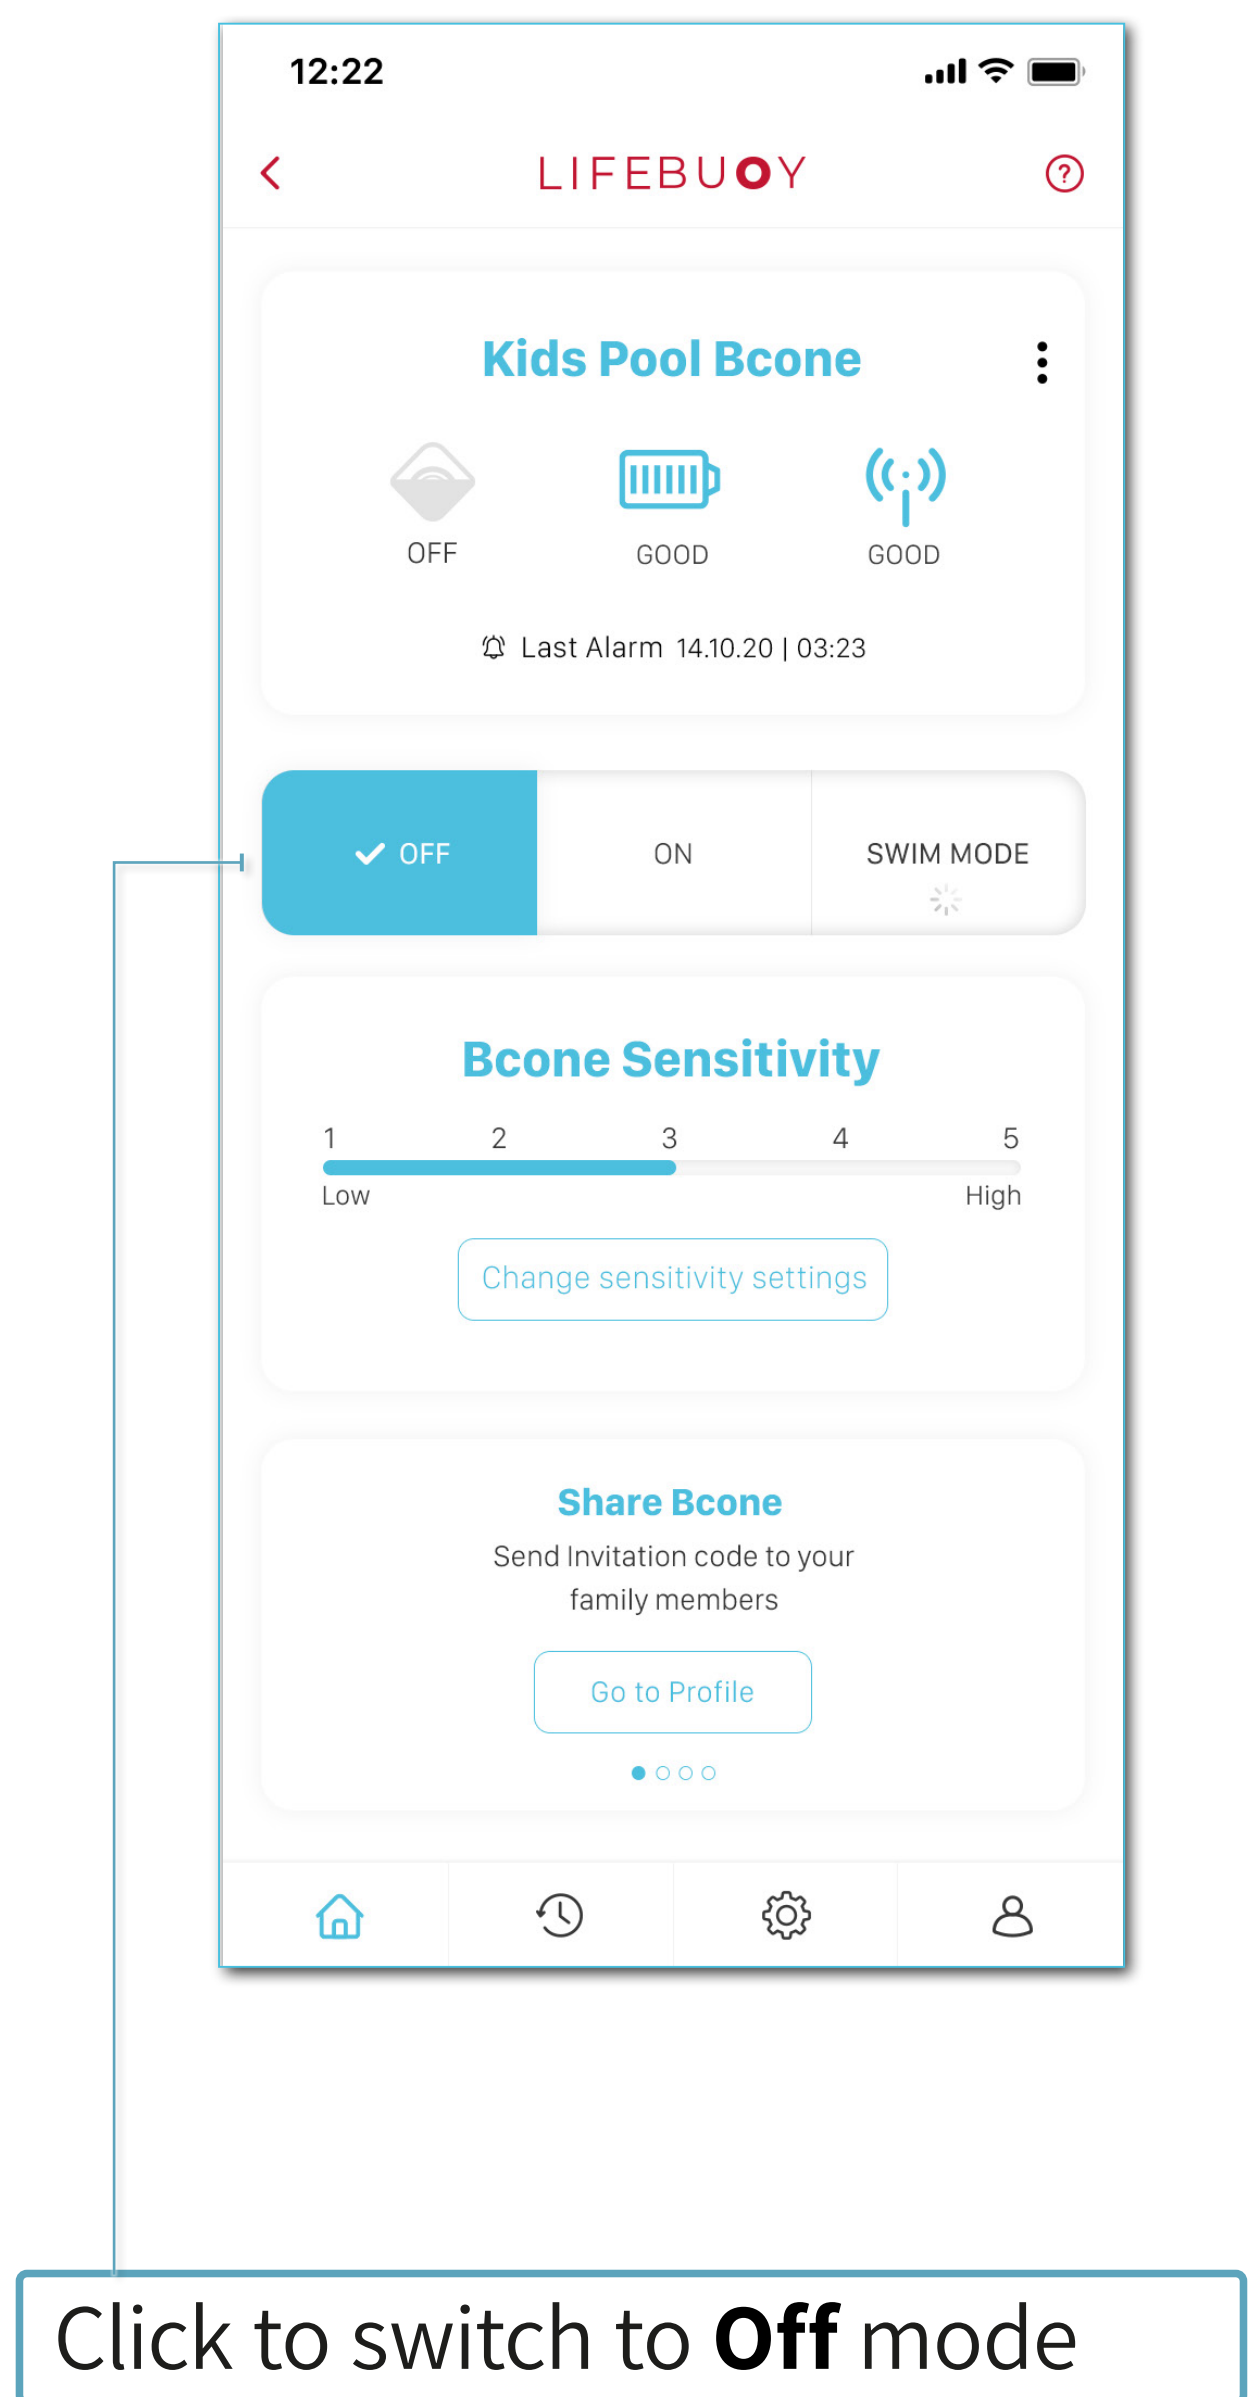 12:22
LIFEBUOY
?
Kids Pool Bcone
OFF GOOD GOOD
Last Alarm 14.10.20 | 03:23
OFF ON SWIM MODE
Bcone Sensitivity
1 2 3 4 5
Low High
Change sensitivity settings
Share Bcone
Send Invitation code to your
family members
Go to Profile
Click to switch to Off mode